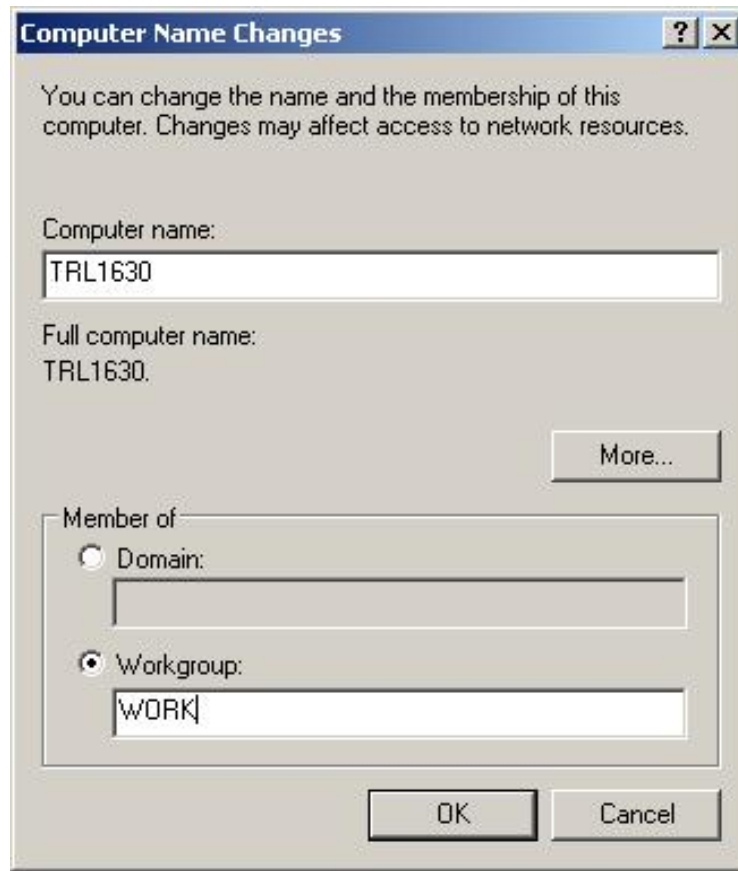 Computer Name Changes
You can change the name and the membership of this
computer. Changes may affect access to network resources.
Computer name:
TRL1630
Full computer name:
TRL1630.
More...
Member of
Domain:
Workgroup:
WORK
OK Cancel